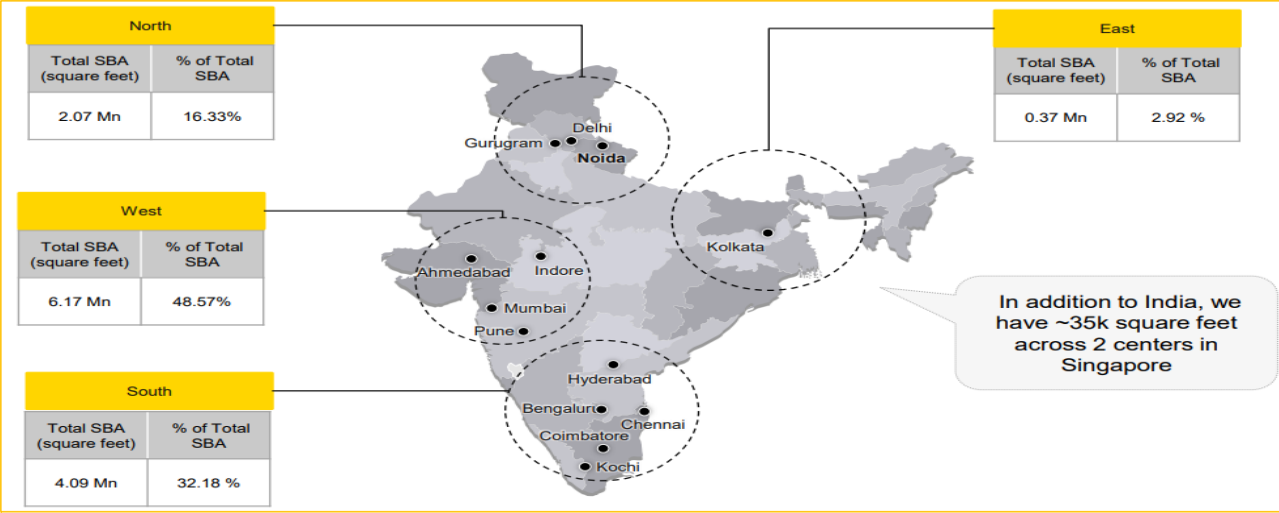 North
Total SBA
(square feet)
% of Total
SBA
2.07 Mn
16.33%
East
Total SBA
(square feet)
% of Total
SBA
0.37 Mn
2.92 %
West
Total SBA
(square feet)
% of Total
SBA
6.17 Mn
48.57%
South
Total SBA
(square feet)
% of Total
SBA
4.09 Mn
32.18 %
Delhi
Gurugram
Noida
Kolkata
Ahmedabad
Indore
Mumbai
Pune
Hyderabad
Bengaluru
Chennai
Coimbatore
Kochi
In addition to India, we
have ~35k square feet
across 2 centers in
Singapore